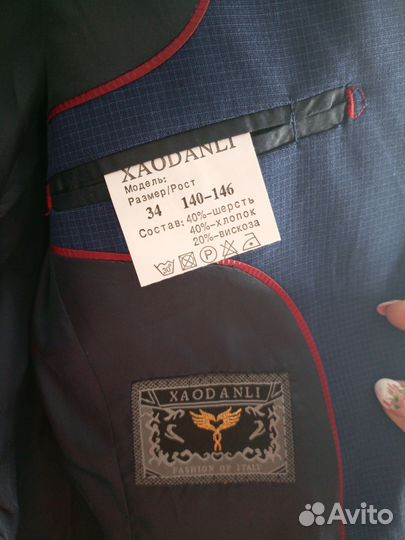 XAODANLI
Модель:
Размер/Рост
34 140-146
Состав: 40%-шерсть
40%-хлопок
20%-вискоза
30°
P
XAODANLI
FASHION OF ITALY
Avito